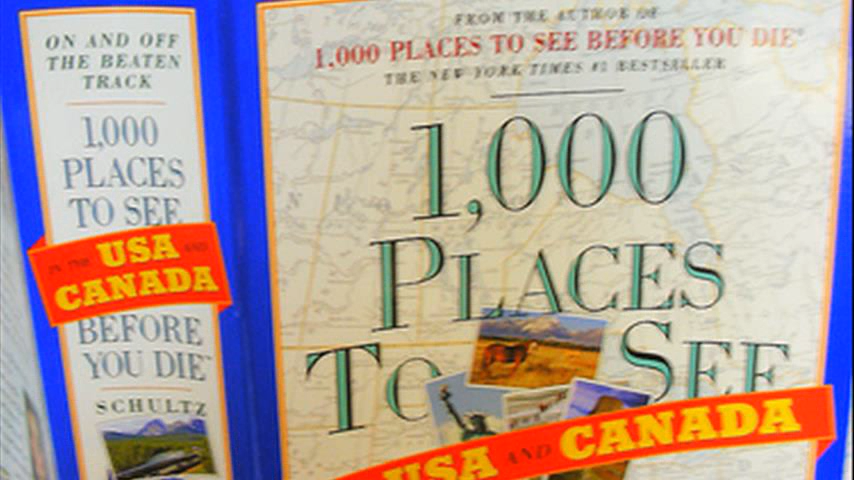 ON AND OFF
THE BEATEN
TRACK
1,000
PLACES
TO SEE
IN THE USA AND
CANADA
BEFORE
YOU DIE™
SCHULTZ
FROM THE AUTHOR OF
1,000 PLACES TO SEE BEFORE YOU DIE®
THE NEW YORK TIMES #1 BESTSELLER
1,000
PLACES
TO SEE
USA AND CANADA